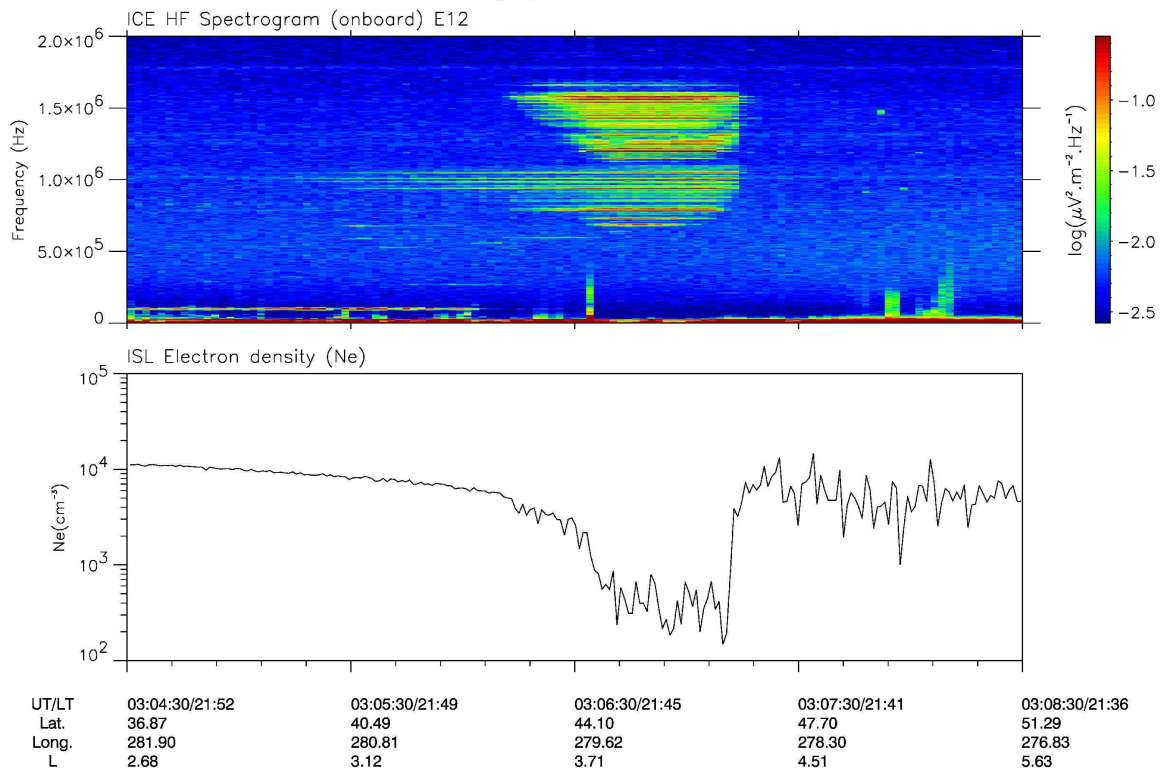 ICE HF Spectrogram (onboard) E12
2.0×10⁶
1.5×10⁶
1.0×10⁶
5.0×10⁵
0
Frequency (Hz)
−1.0
−1.5
−2.0
−2.5
log(μV².m⁻².Hz⁻¹)
ISL Electron density (Ne)
10⁵
10⁴
10³
10²
Ne(cm⁻³)
UT/LT 03:04:30/21:52 03:05:30/21:49 03:06:30/21:45 03:07:30/21:41 03:08:30/21:36
Lat. 36.87 40.49 44.10 47.70 51.29
Long. 281.90 280.81 279.62 278.30 276.83
L 2.68 3.12 3.71 4.51 5.63